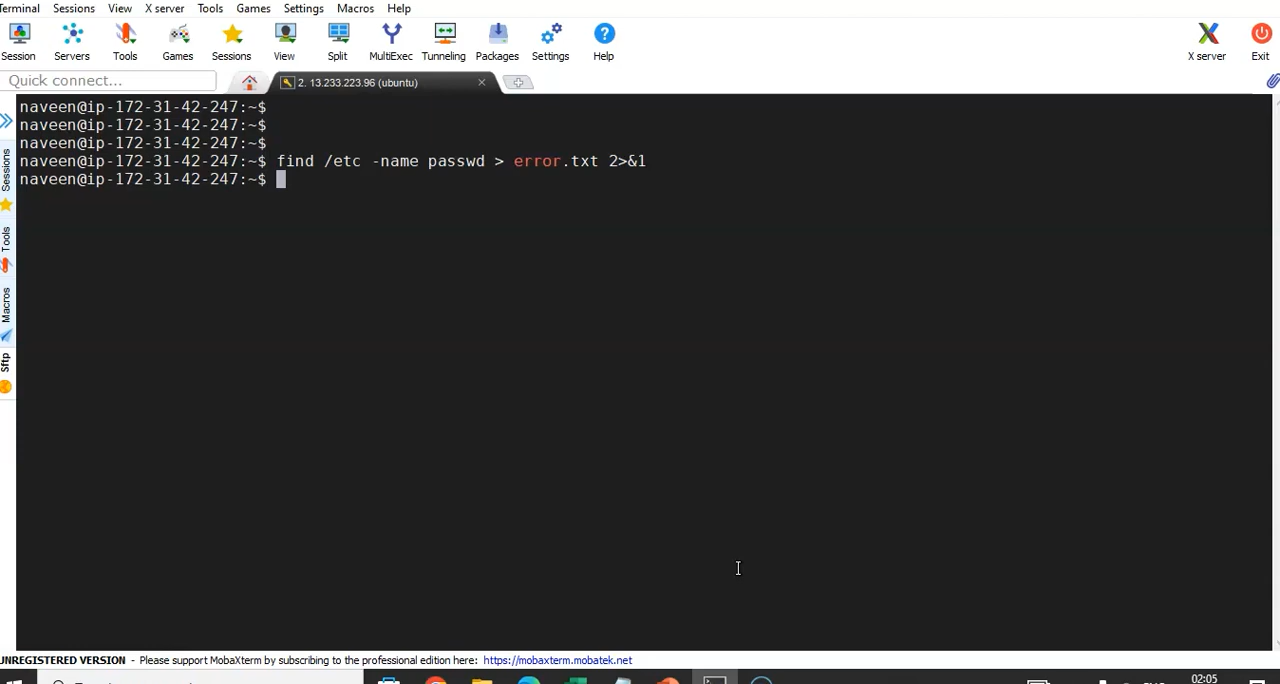 Terminal Sessions View X server Tools Games Settings Macros Help
Session Servers Tools Games Sessions View Split MultiExec Tunneling Packages Settings Help X server Exit
Quick connect...
2. 13.233.223.96 (ubuntu)
naveen@ip-172-31-42-247:~$
naveen@ip-172-31-42-247:~$
naveen@ip-172-31-42-247:~$
naveen@ip-172-31-42-247:~$ find /etc -name passwd > error.txt 2>&1
naveen@ip-172-31-42-247:~$
Sessions
Tools
Macros
Sftp
UNREGISTERED VERSION - Please support MobaXterm by subscribing to the professional edition here: https://mobaxterm.mobatek.net
02:05